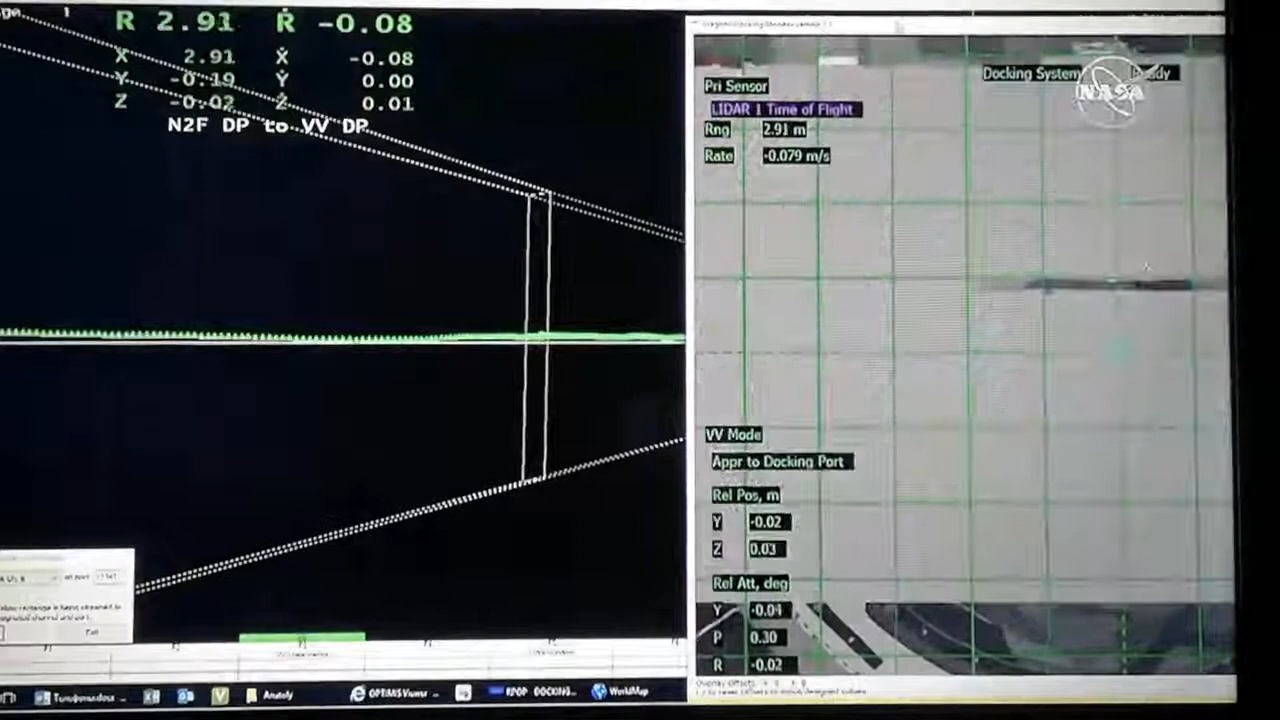 R 2.91 Ṙ -0.08
X 2.91 Ẋ -0.08
Y -0.19 Ẏ 0.00
Z -0.02 Ż 0.01
N2F DP to VV DP
Docking System
NASA
Pri Sensor
LIDAR 1 Time of Flight
Rng 2.91 m
Rate -0.079 m/s
VV Mode
Appr to Docking Port
Rel Pos, m
Y -0.02
Z 0.03
Rel Att, deg
Y -0.04
P 0.30
R -0.02
Exit
Anatoly
OPTIMIS Viewer ...
RPOP DOCKING...
WorldMap